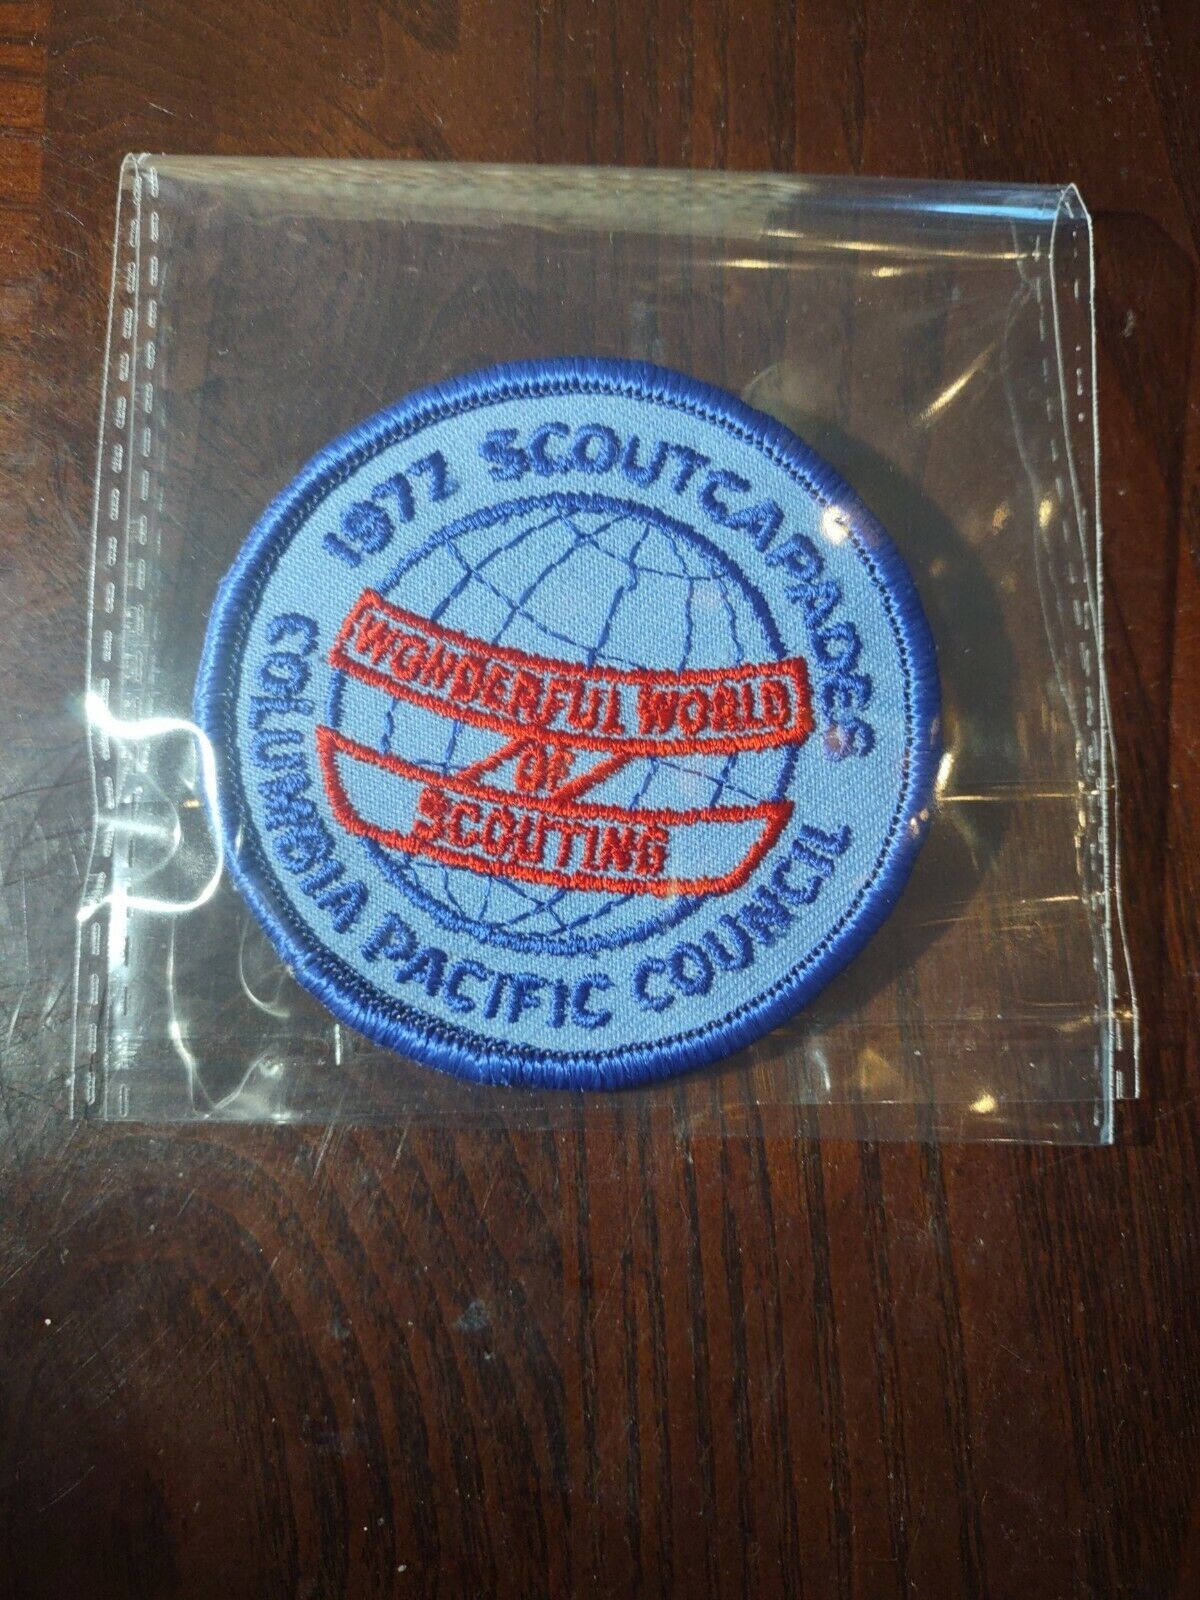 1977 SCOUTCAPADES
WONDERFUL WORLD
OF
SCOUTING
COLUMBIA PACIFIC COUNCIL